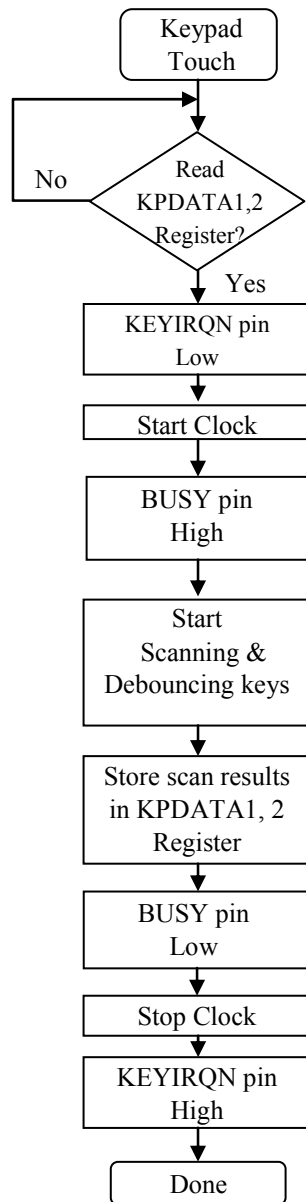 Keypad
Touch
No
Read
KPDATA1,2
Register?
Yes
KEYIRQN pin
Low
Start Clock
BUSY pin
High
Start
Scanning &
Debouncing keys
Store scan results
in KPDATA1, 2
Register
BUSY pin
Low
Stop Clock
KEYIRQN pin
High
Done